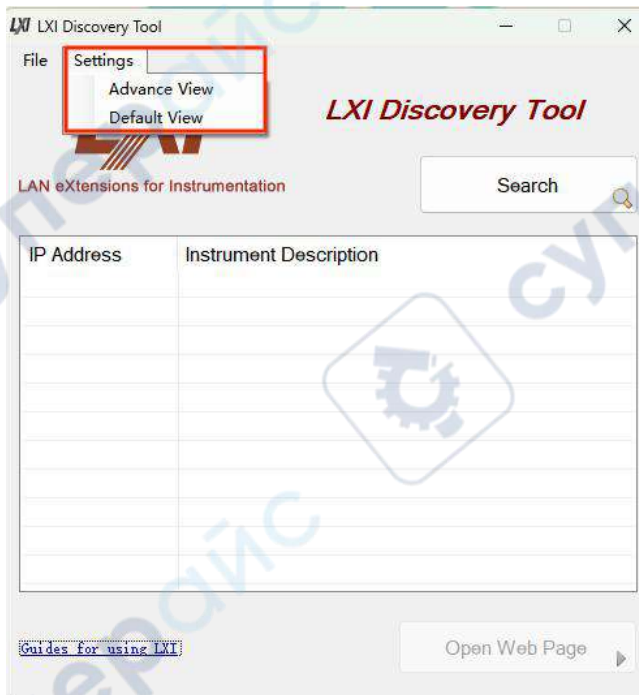 LXI LXI Discovery Tool
File Settings
Advance View
Default View
LXI Discovery Tool
LAN eXtensions for Instrumentation
Search
IP Address Instrument Description
Guides for using LXI
Open Web Page